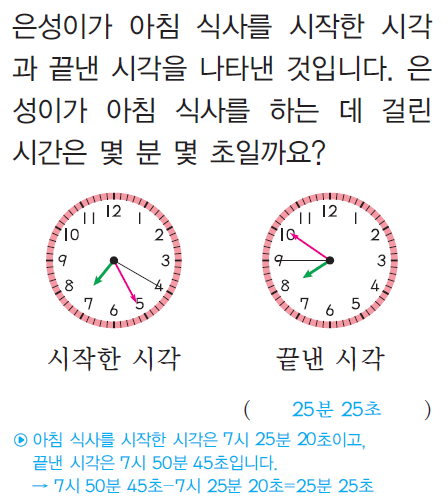 은성이가 아침 식사를 시작한 시각
과 끝낸 시각을 나타낸 것입니다. 은
성이가 아침 식사를 하는 데 걸린
시간은 몇 분 몇 초일까요?
12 1 2 3 4 5 6 7 8 9 10 11
12 1 2 3 4 5 6 7 8 9 10 11
시작한 시각 끝낸 시각
( 25분 25초 )
▶ 아침 식사를 시작한 시각은 7시 25분 20초이고,
끝낸 시각은 7시 50분 45초입니다.
→ 7시 50분 45초−7시 25분 20초=25분 25초